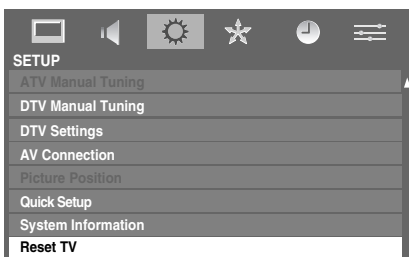 SETUP
ATV Manual Tuning
DTV Manual Tuning
DTV Settings
AV Connection
Picture Position
Quick Setup
System Information
Reset TV